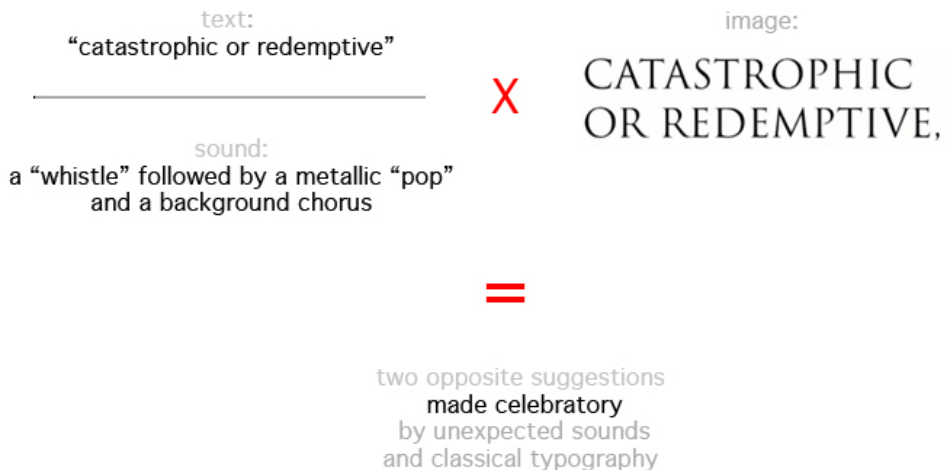 text:
“catastrophic or redemptive”
sound:
a “whistle” followed by a metallic “pop”
and a background chorus
X
image:
CATASTROPHIC
OR REDEMPTIVE,
=
two opposite suggestions
made celebratory
by unexpected sounds
and classical typography